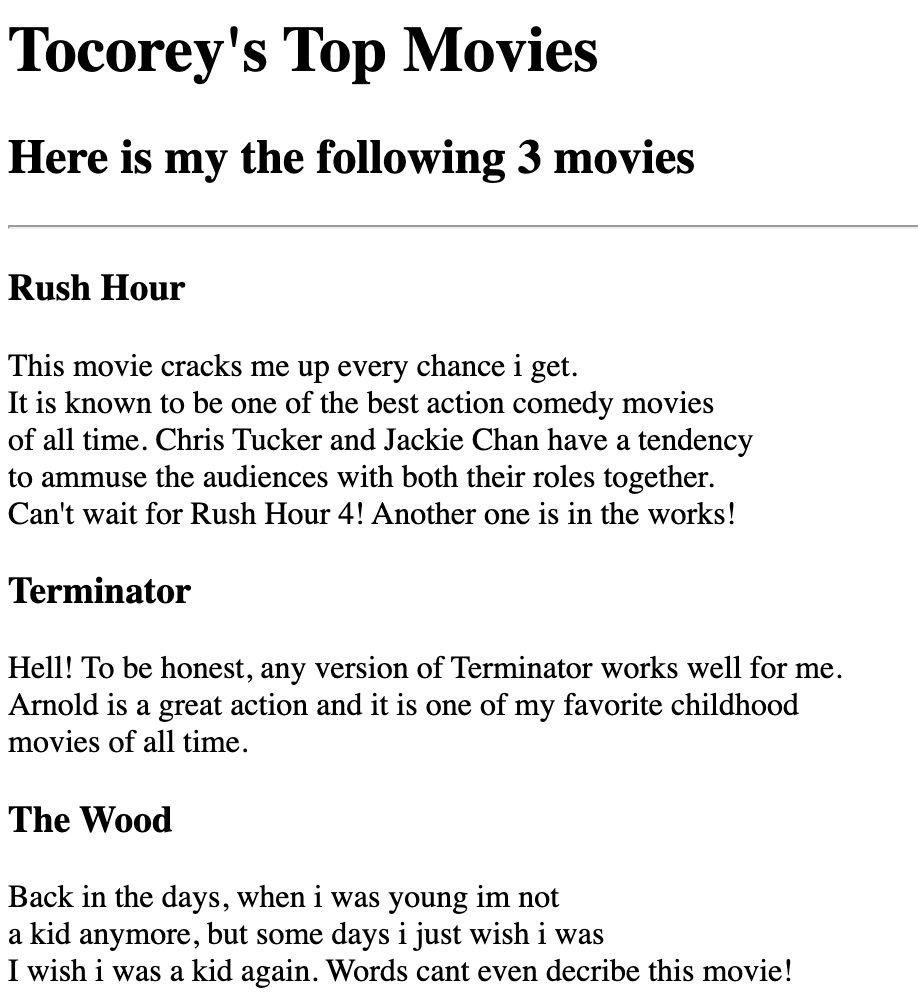 Tocorey's Top Movies
Here is my the following 3 movies
Rush Hour
This movie cracks me up every chance i get.
It is known to be one of the best action comedy movies
of all time. Chris Tucker and Jackie Chan have a tendency
to ammuse the audiences with both their roles together.
Can't wait for Rush Hour 4! Another one is in the works!
Terminator
Hell! To be honest, any version of Terminator works well for me.
Arnold is a great action and it is one of my favorite childhood
movies of all time.
The Wood
Back in the days, when i was young im not
a kid anymore, but some days i just wish i was
I wish i was a kid again. Words cant even decribe this movie!